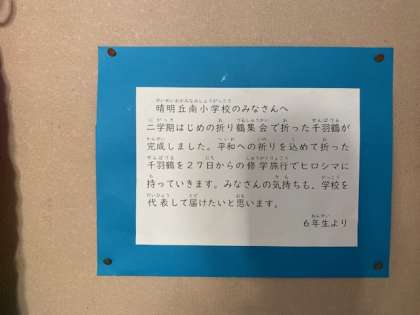 晴明丘南小学校のみなさんへ
二学期はじめの折り鶴集会で折った千羽鶴が
完成しました。平和への祈りを込めて折った
千羽鶴を27日からの修学旅行でヒロシマに
持っていきます。みなさんの気持ちも、学校を
代表して届けたいと思います。
6年生より